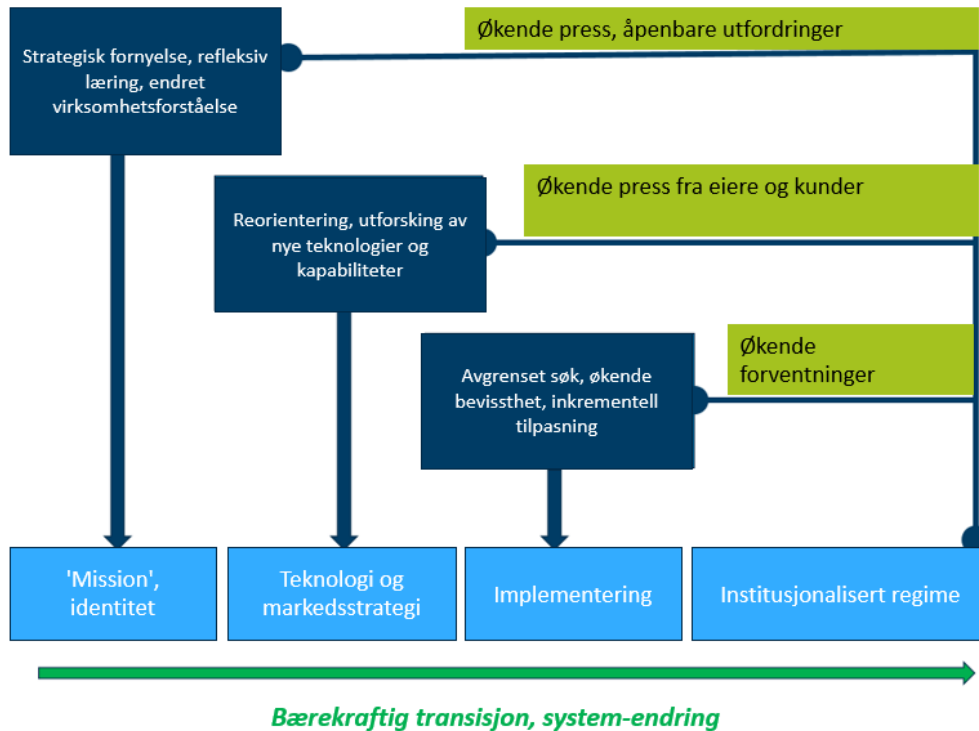 Økende press, åpenbare utfordringer
Strategisk fornyelse, refleksiv
læring, endret
virksomhetsforståelse
Økende press fra eiere og kunder
Reorientering, utforsking av
nye teknologier og
kapabiliteter
Økende
forventninger
Avgrenset søk, økende
bevissthet, inkrementell
tilpasning
'Mission',
identitet
Teknologi og
markedsstrategi
Implementering
Institusjonalisert regime
Bærekraftig transisjon, system-endring